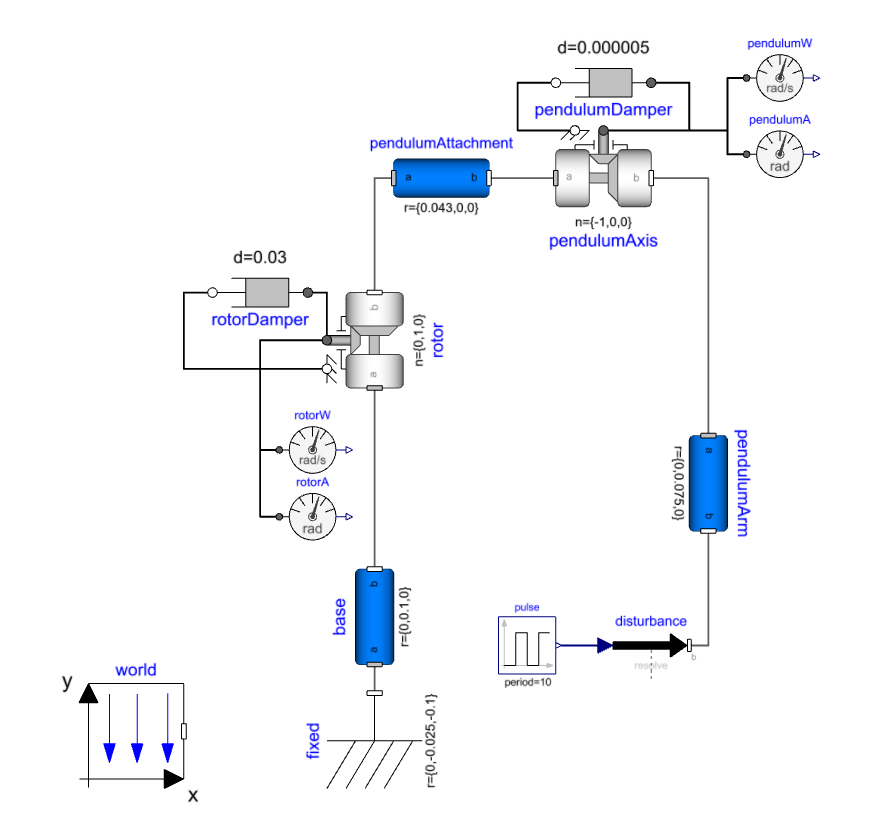 d=0.000005
pendulumW
rad/s
pendulumDamper
pendulumA
rad
pendulumAttachment
a
b
r={0.043,0,0}
a
b
n={-1,0,0}
pendulumAxis
d=0.03
rotorDamper
b
a
n={0,1,0}
rotor
rotorW
rad/s
rotorA
rad
a
b
r={0,0.075,0}
pendulumArm
base
b
a
r={0,0.1,0}
pulse
period=10
disturbance
resolve
b
world
y
x
fixed
r={0,-0.025,-0.1}